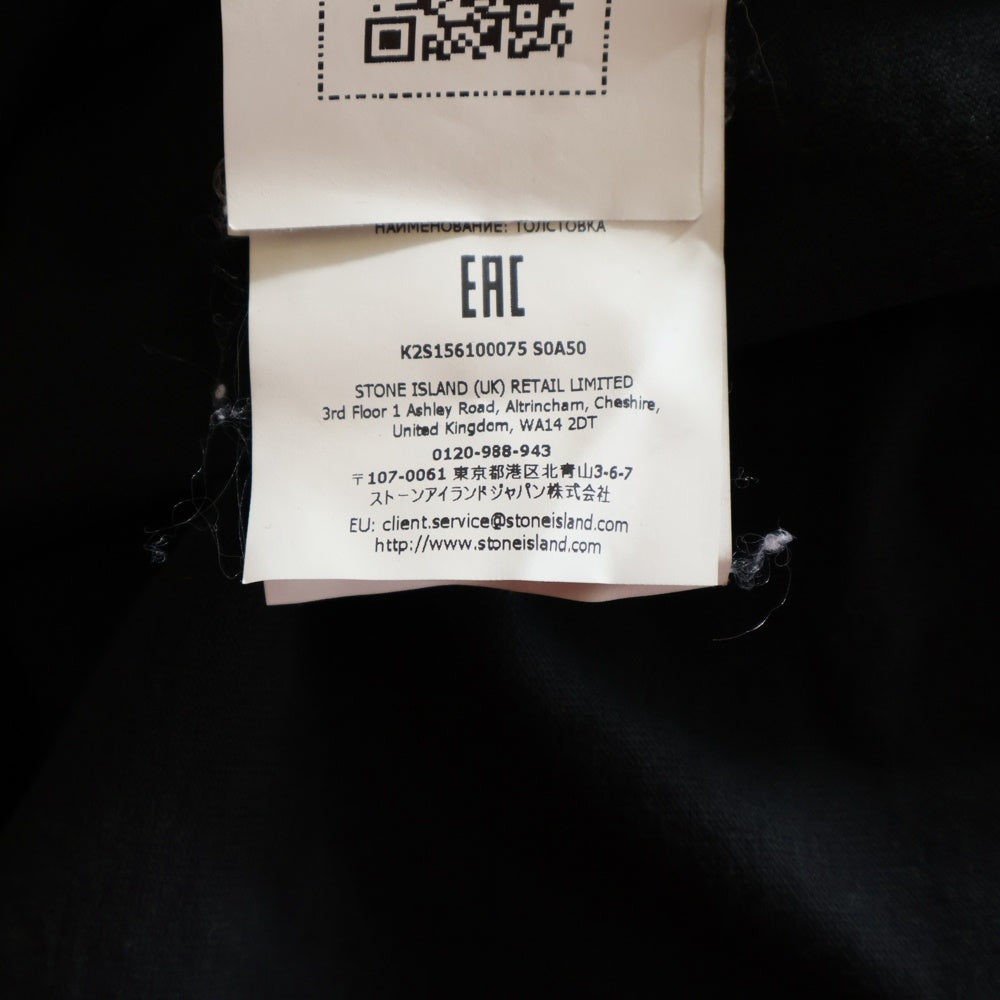 НАИМЕНОВАНИЕ: ТОЛСТОВКА
EAC
K2S156100075 S0A50
STONE ISLAND (UK) RETAIL LIMITED
3rd Floor 1 Ashley Road, Altrincham, Cheshire,
United Kingdom, WA14 2DT
0120-988-943
〒107-0061 東京都港区北青山3-6-7
ストーンアイランドジャパン株式会社
EU: client.service@stoneisland.com
http://www.stoneisland.com